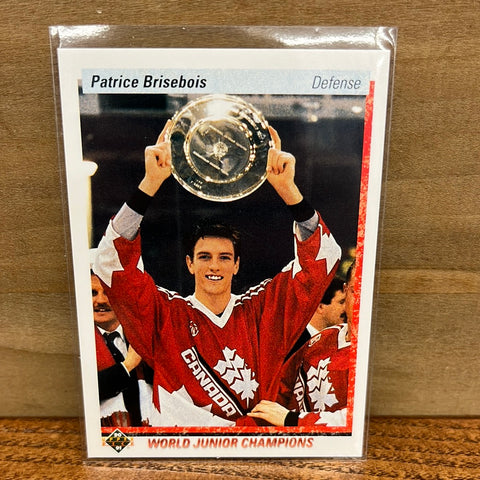 Patrice Brisebois Defense
CANADA
WORLD JUNIOR CHAMPIONS